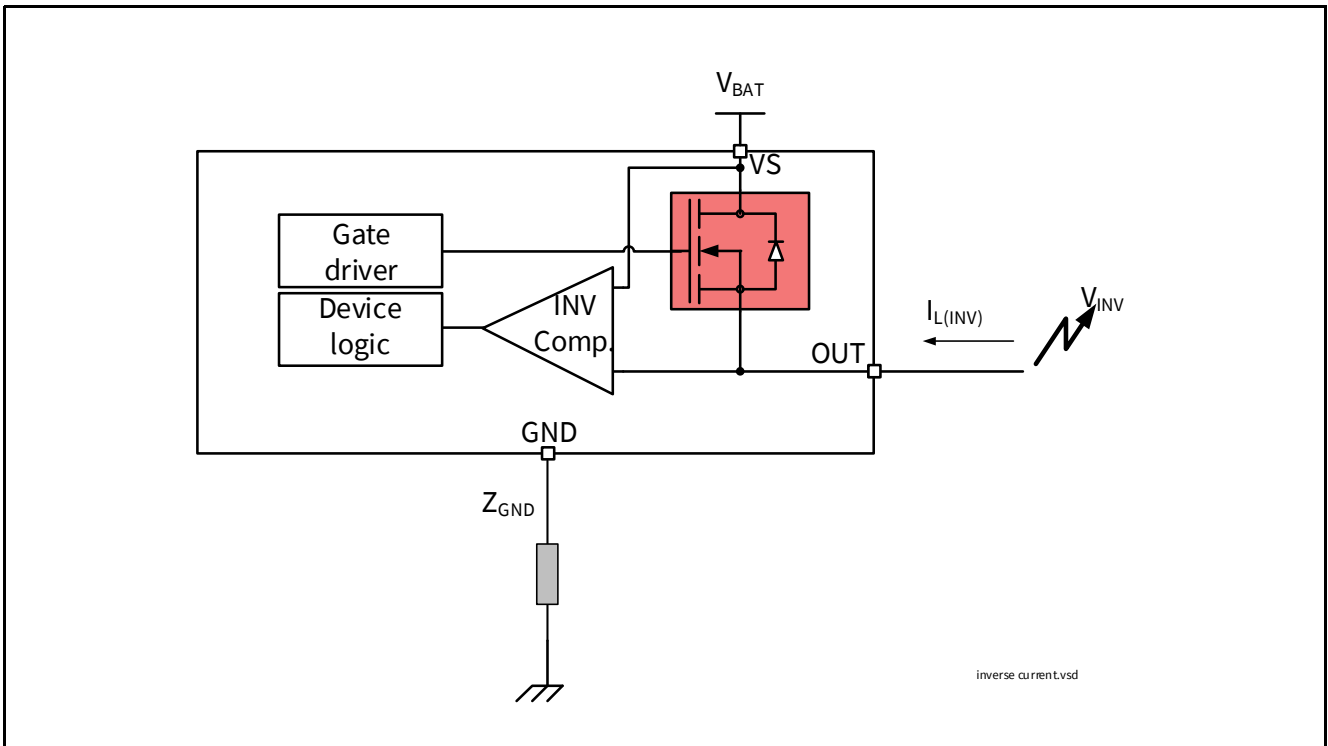 VBAT
VS
Gate
driver
Device
logic
INV
Comp.
OUT
IL(INV)
VINV
GND
ZGND
inverse current.vsd